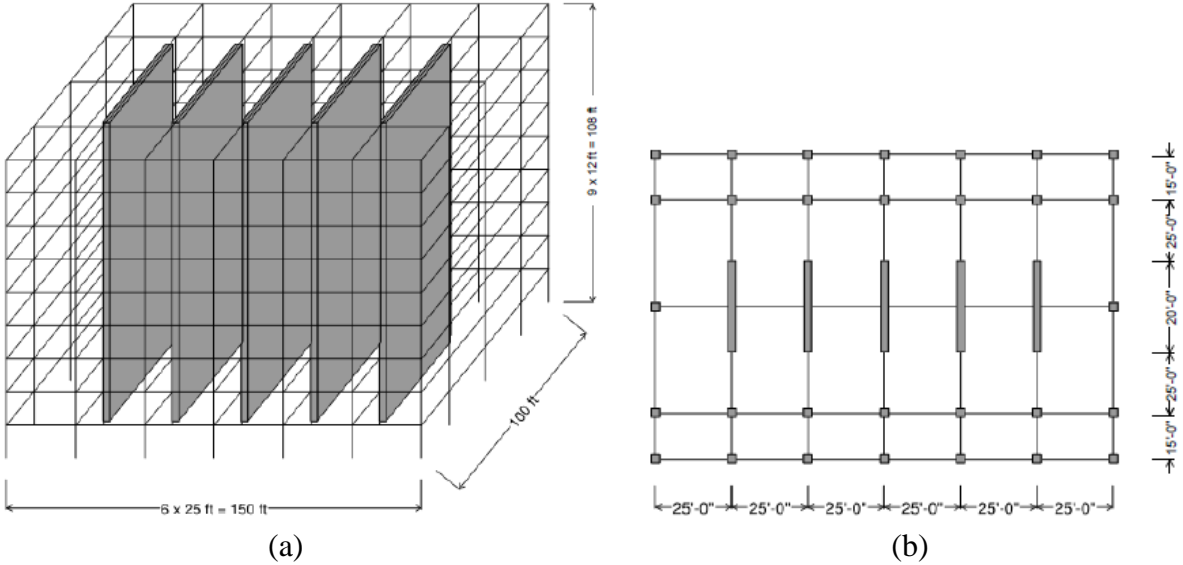 9 x 12 ft = 108 ft
100 ft
6 x 25 ft = 150 ft
(a)
15'-0"
25'-0"
20'-0"
25'-0"
15'-0"
25'-0" 25'-0" 25'-0" 25'-0" 25'-0" 25'-0"
(b)